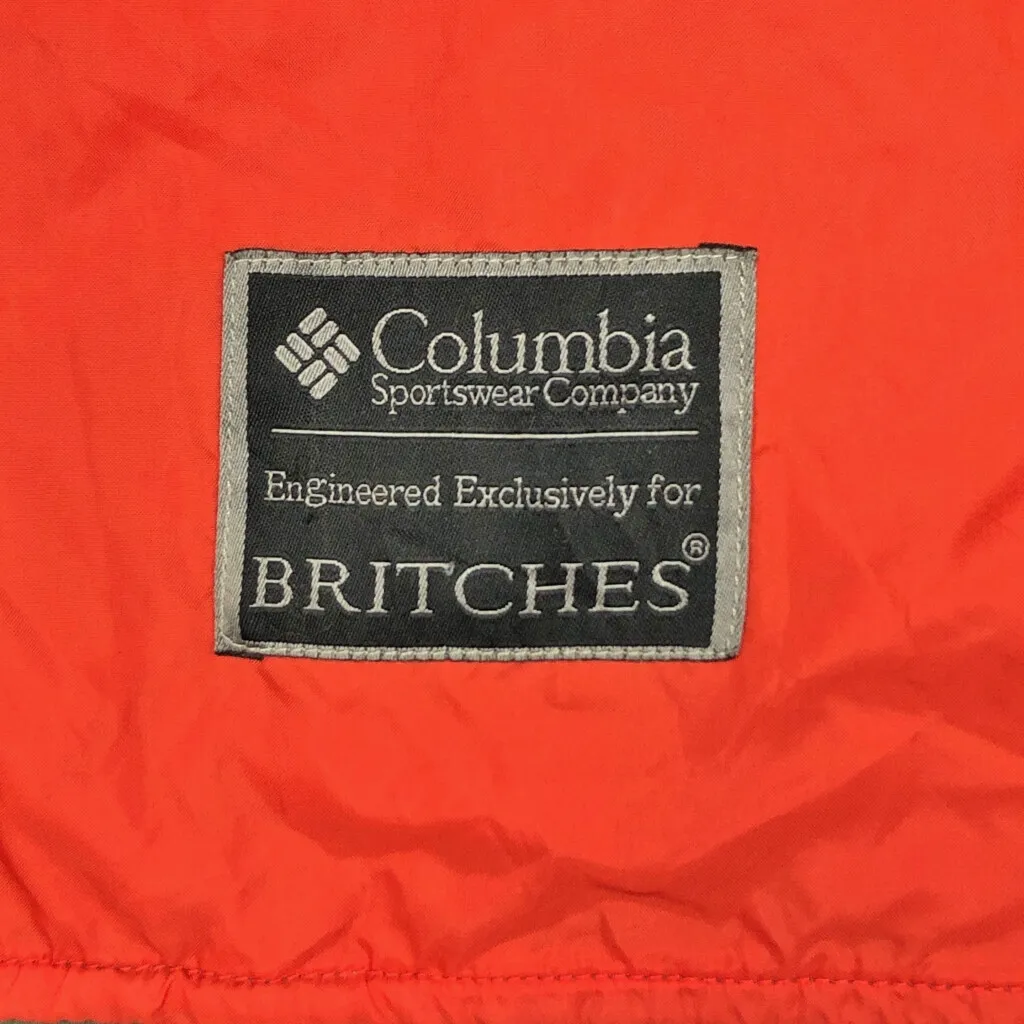 Columbia
Sportswear Company
Engineered Exclusively for
BRITCHES®